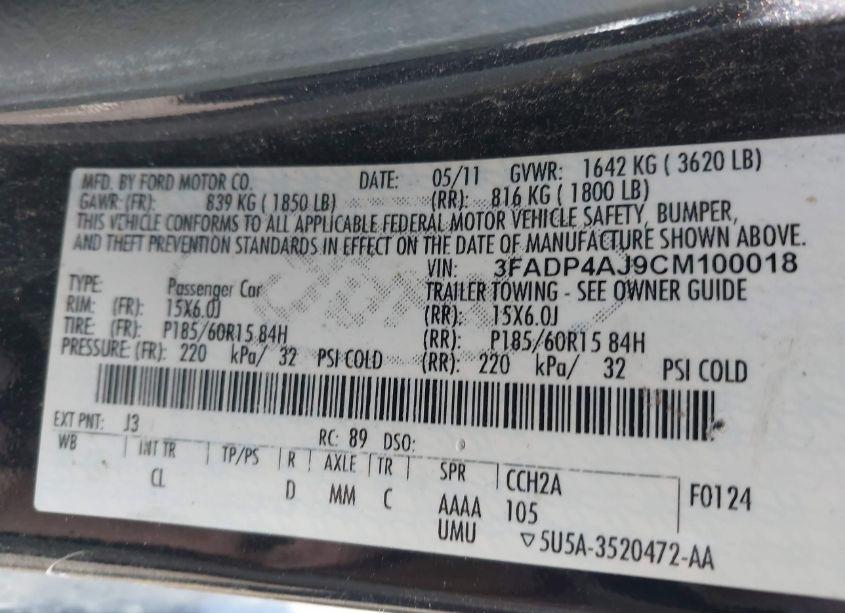 MFD. BY FORD MOTOR CO. DATE: 05/11 GVWR: 1642 KG ( 3620 LB)
GAWR: (FR): 839 KG ( 1850 LB) (RR): 816 KG ( 1800 LB)
THIS VEHICLE CONFORMS TO ALL APPLICABLE FEDERAL MOTOR VEHICLE SAFETY, BUMPER,
AND THEFT PREVENTION STANDARDS IN EFFECT ON THE DATE OF MANUFACTURE SHOWN ABOVE.
VIN: 3FADP4AJ9CM100018
TYPE: Passenger Car TRAILER TOWING - SEE OWNER GUIDE
RIM: (FR): 15X6.0J (RR): 15X6.0J
TIRE: (FR): P185/60R15 84H (RR): P185/60R15 84H
PRESSURE: (FR): 220 kPa/ 32 PSI COLD (RR): 220 kPa/ 32 PSI COLD
EXT PNT: J3 RC: 89 DSO:
WB INT TR TP/PS R AXLE TR SPR CCH2A
CL D MM C AAAA 105 F0124
UMU ▽5U5A-3520472-AA